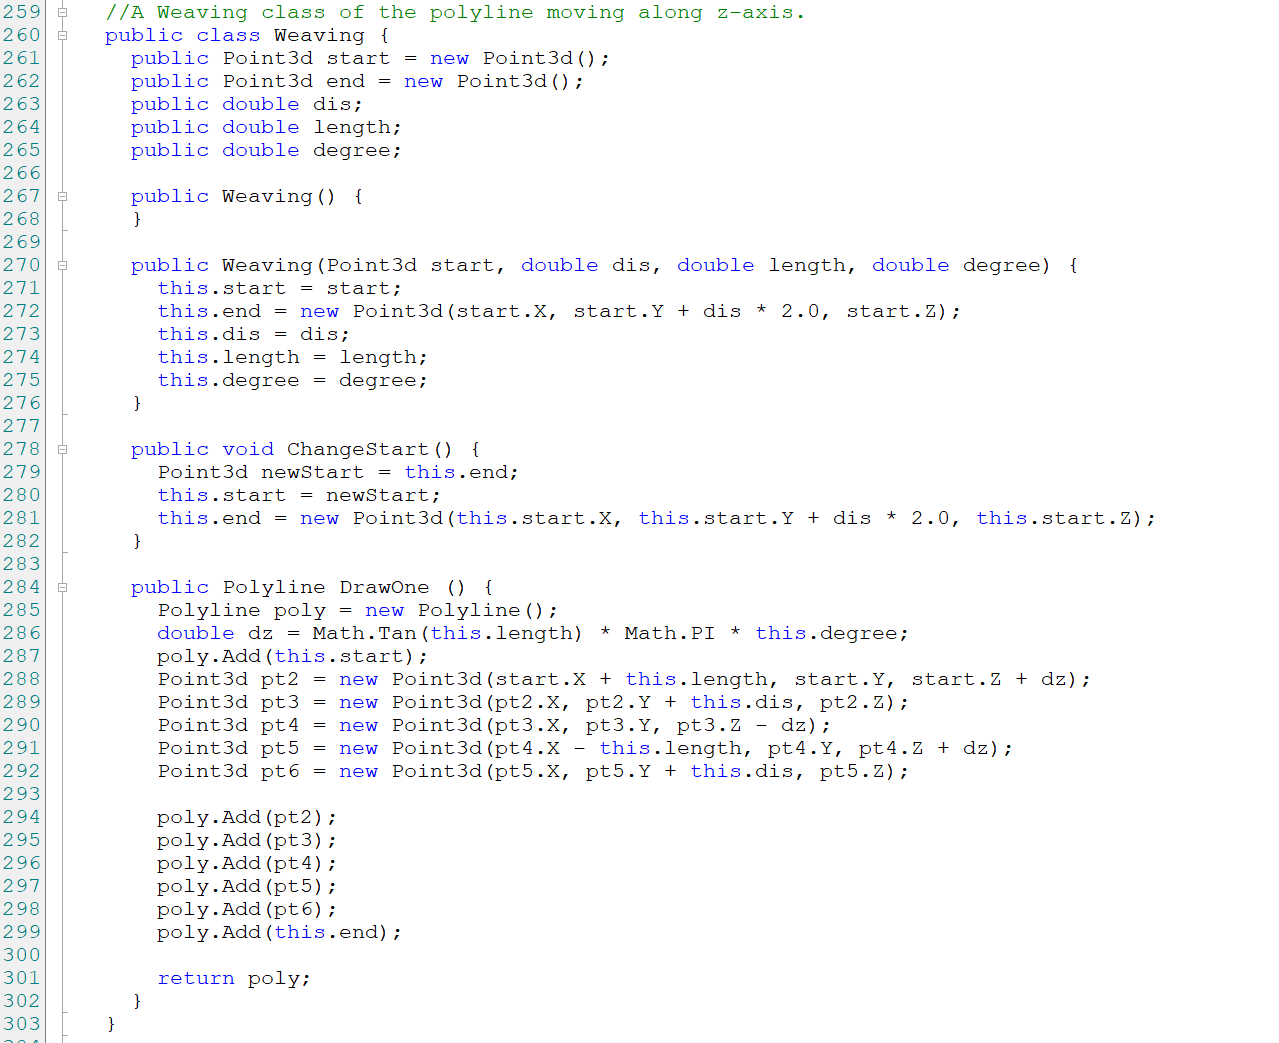 259 //A Weaving class of the polyline moving along z-axis.
260 public class Weaving {
261 public Point3d start = new Point3d();
262 public Point3d end = new Point3d();
263 public double dis;
264 public double length;
265 public double degree;
266
267 public Weaving() {
268 }
269
270 public Weaving(Point3d start, double dis, double length, double degree) {
271 this.start = start;
272 this.end = new Point3d(start.X, start.Y + dis * 2.0, start.Z);
273 this.dis = dis;
274 this.length = length;
275 this.degree = degree;
276 }
277
278 public void ChangeStart() {
279 Point3d newStart = this.end;
280 this.start = newStart;
281 this.end = new Point3d(this.start.X, this.start.Y + dis * 2.0, this.start.Z);
282 }
283
284 public Polyline DrawOne () {
285 Polyline poly = new Polyline();
286 double dz = Math.Tan(this.length) * Math.PI * this.degree;
287 poly.Add(this.start);
288 Point3d pt2 = new Point3d(start.X + this.length, start.Y, start.Z + dz);
289 Point3d pt3 = new Point3d(pt2.X, pt2.Y + this.dis, pt2.Z);
290 Point3d pt4 = new Point3d(pt3.X, pt3.Y, pt3.Z - dz);
291 Point3d pt5 = new Point3d(pt4.X - this.length, pt4.Y, pt4.Z + dz);
292 Point3d pt6 = new Point3d(pt5.X, pt5.Y + this.dis, pt5.Z);
293
294 poly.Add(pt2);
295 poly.Add(pt3);
296 poly.Add(pt4);
297 poly.Add(pt5);
298 poly.Add(pt6);
299 poly.Add(this.end);
300
301 return poly;
302 }
303 }